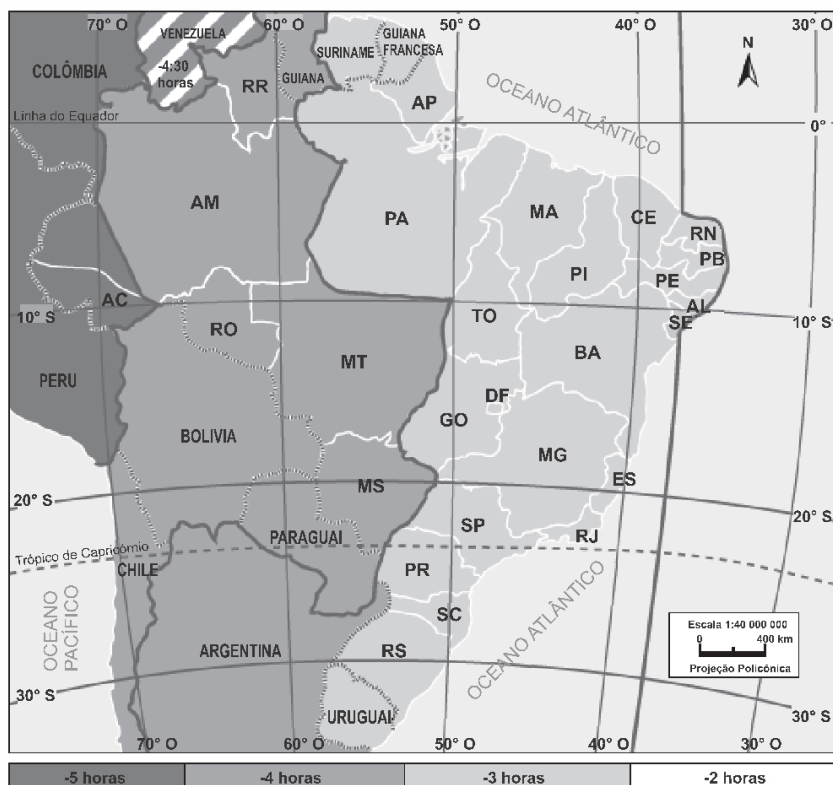 70° O
60° O
50° O
40° O
30° O
VENEZUELA
-4:30
horas
COLÔMBIA
SURINAME
GUIANA
FRANCESA
GUIANA
N
RR
AP
OCEANO ATLÂNTICO
Linha do Equador
0°
AM
PA
MA
CE
RN
PB
PI
PE
AC
AL
10° S
TO
SE
10° S
RO
BA
PERU
MT
DF
GO
BOLIVIA
MG
MS
ES
20° S
20° S
SP
PARAGUAI
RJ
Trópico de Capricórnio
CHILE
PR
OCEANO
PACÍFICO
SC
OCEANO ATLÂNTICO
Escala 1:40 000 000
0 400 km
Projeção Policónica
ARGENTINA
RS
30° S
30° S
URUGUAI
70° O
60° O
50° O
40° O
30° O
-5 horas
-4 horas
-3 horas
-2 horas